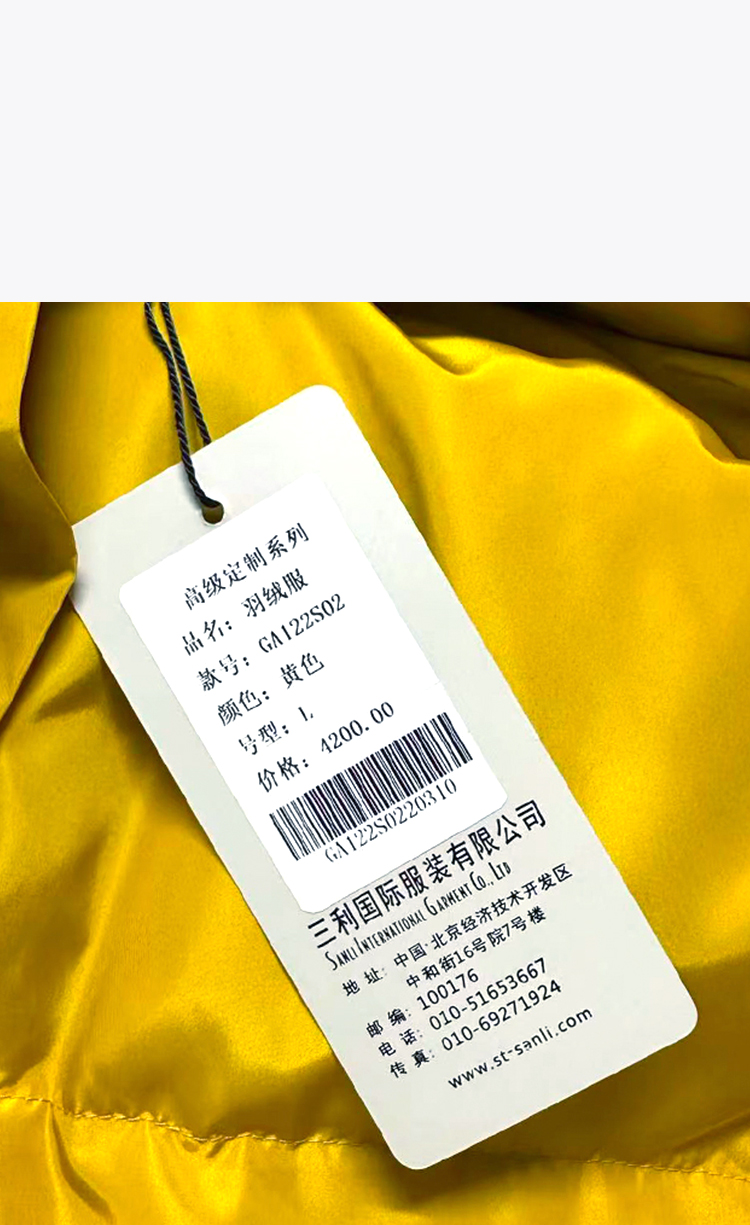 高级定制系列
品名：羽绒服
款号：GA122S02
颜色：黄色
号型：L
价格：4200.00
GA122S0220310
三利国际服装有限公司
SANLI INTERNATIONAL GARMENT CO., LTD
地 址：中国·北京经济技术开发区
中和街16号院7号楼
邮 编：100176
电 话：010-51653667
传 真：010-69271924
www.st-sanli.com